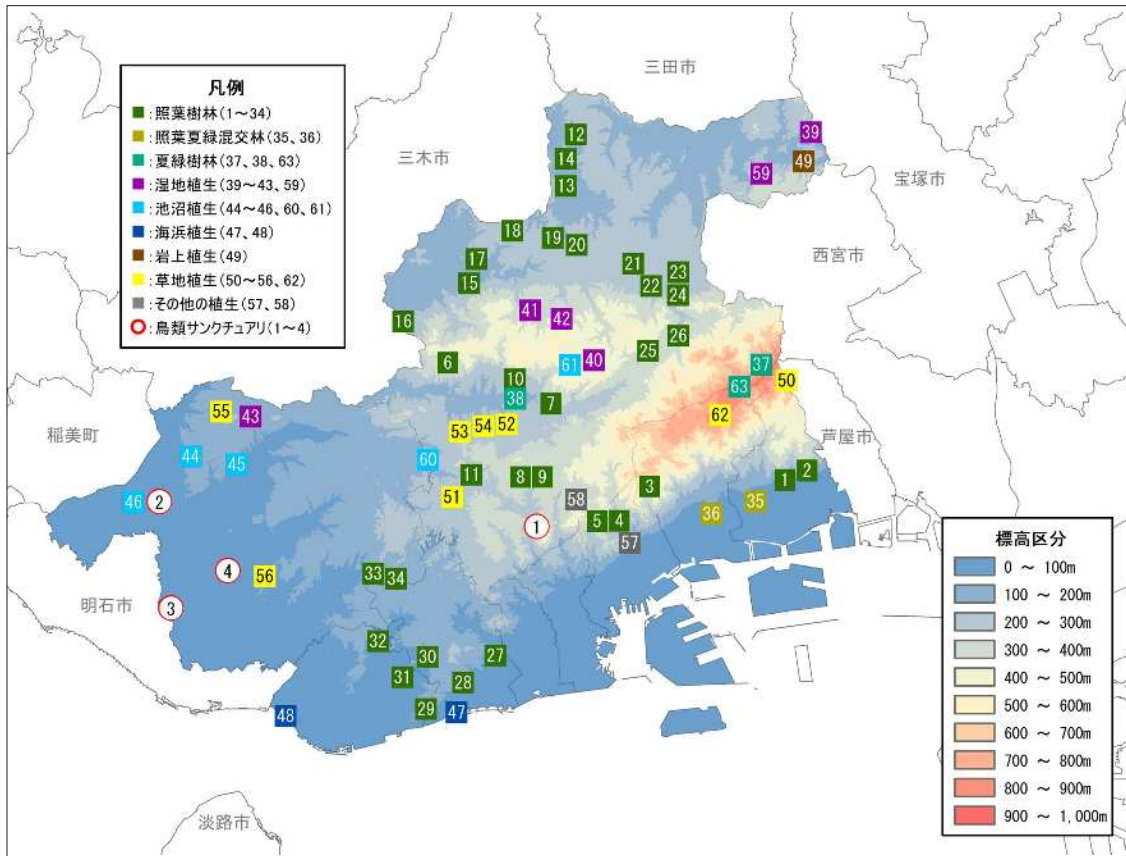 三田市
凡例
:照葉樹林(1～34)
:照葉夏緑混交林(35、36)
:夏緑樹林(37、38、63)
:湿地植生(39～43、59)
:池沼植生(44～46、60、61)
:海浜植生(47、48)
:岩上植生(49)
:草地植生(50～56、62)
:その他の植生(57、58)
:鳥類サンクチュアリ(1～4)
12
39
三木市
14
49
13
59
宝塚市
18
19
20
17
21
23
西宮市
15
22
24
41
42
16
26
25
6
61
40
37
10
63
50
38
7
55
43
62
54
52
53
稲美町
芦屋市
44
45
60
11
8
9
2
1
3
46
2
51
58
35
36
1
5
4
57
標高区分
0 ～ 100m
100 ～ 200m
200 ～ 300m
300 ～ 400m
400 ～ 500m
500 ～ 600m
600 ～ 700m
700 ～ 800m
800 ～ 900m
900 ～ 1,000m
4
56
33
34
明石市
3
32
30
27
31
28
29
47
48
淡路市